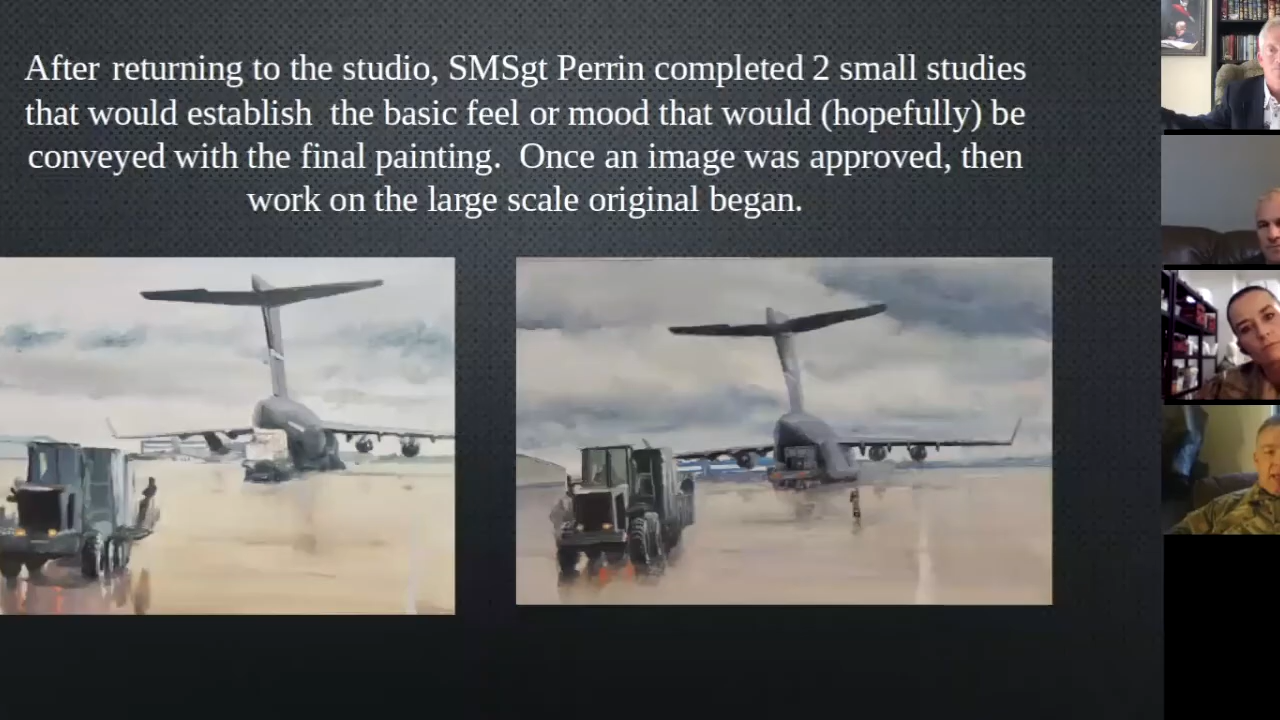 After returning to the studio, SMSgt Perrin completed 2 small studies
that would establish  the basic feel or mood that would (hopefully) be
conveyed with the final painting.  Once an image was approved, then
work on the large scale original began.